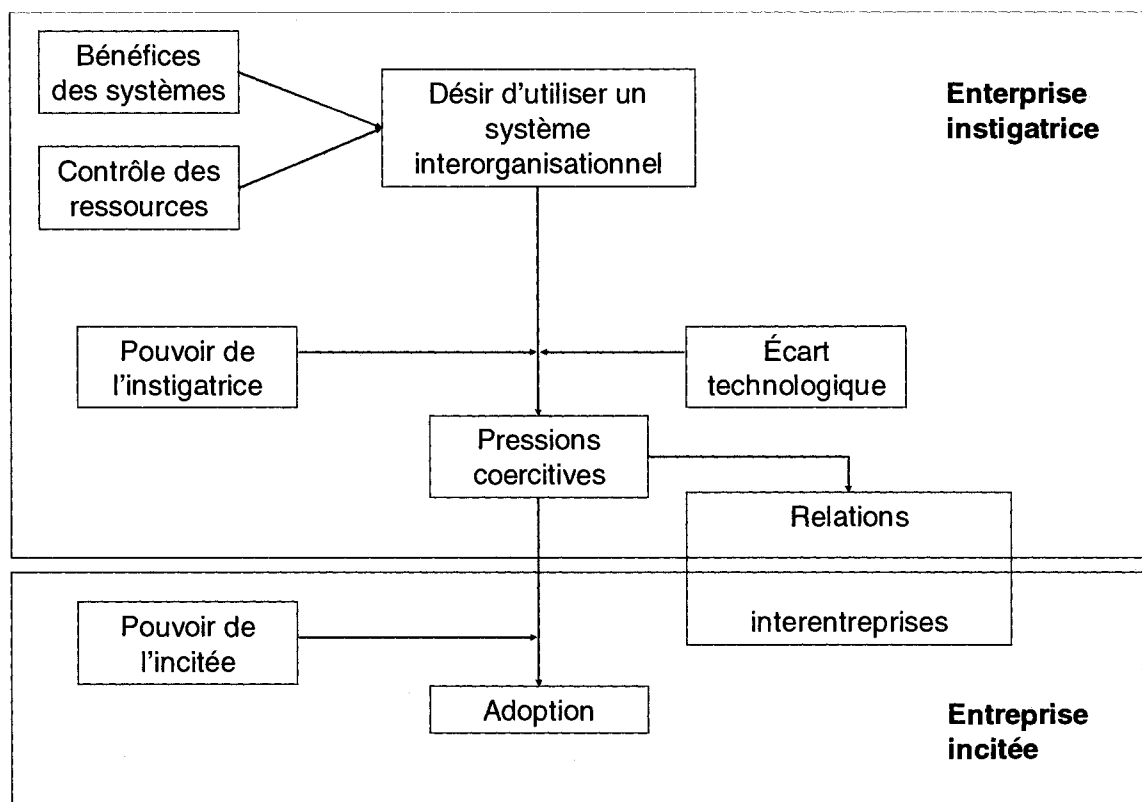 Bénéfices
des systèmes
Désir d'utiliser un
système
interorganisationnel
Enterprise
instigatrice
Contrôle des
ressources
Pouvoir de
l'instigatrice
Écart
technologique
Pressions
coercitives
Relations
interentreprises
Pouvoir de
l'incitée
Adoption
Entreprise
incitée